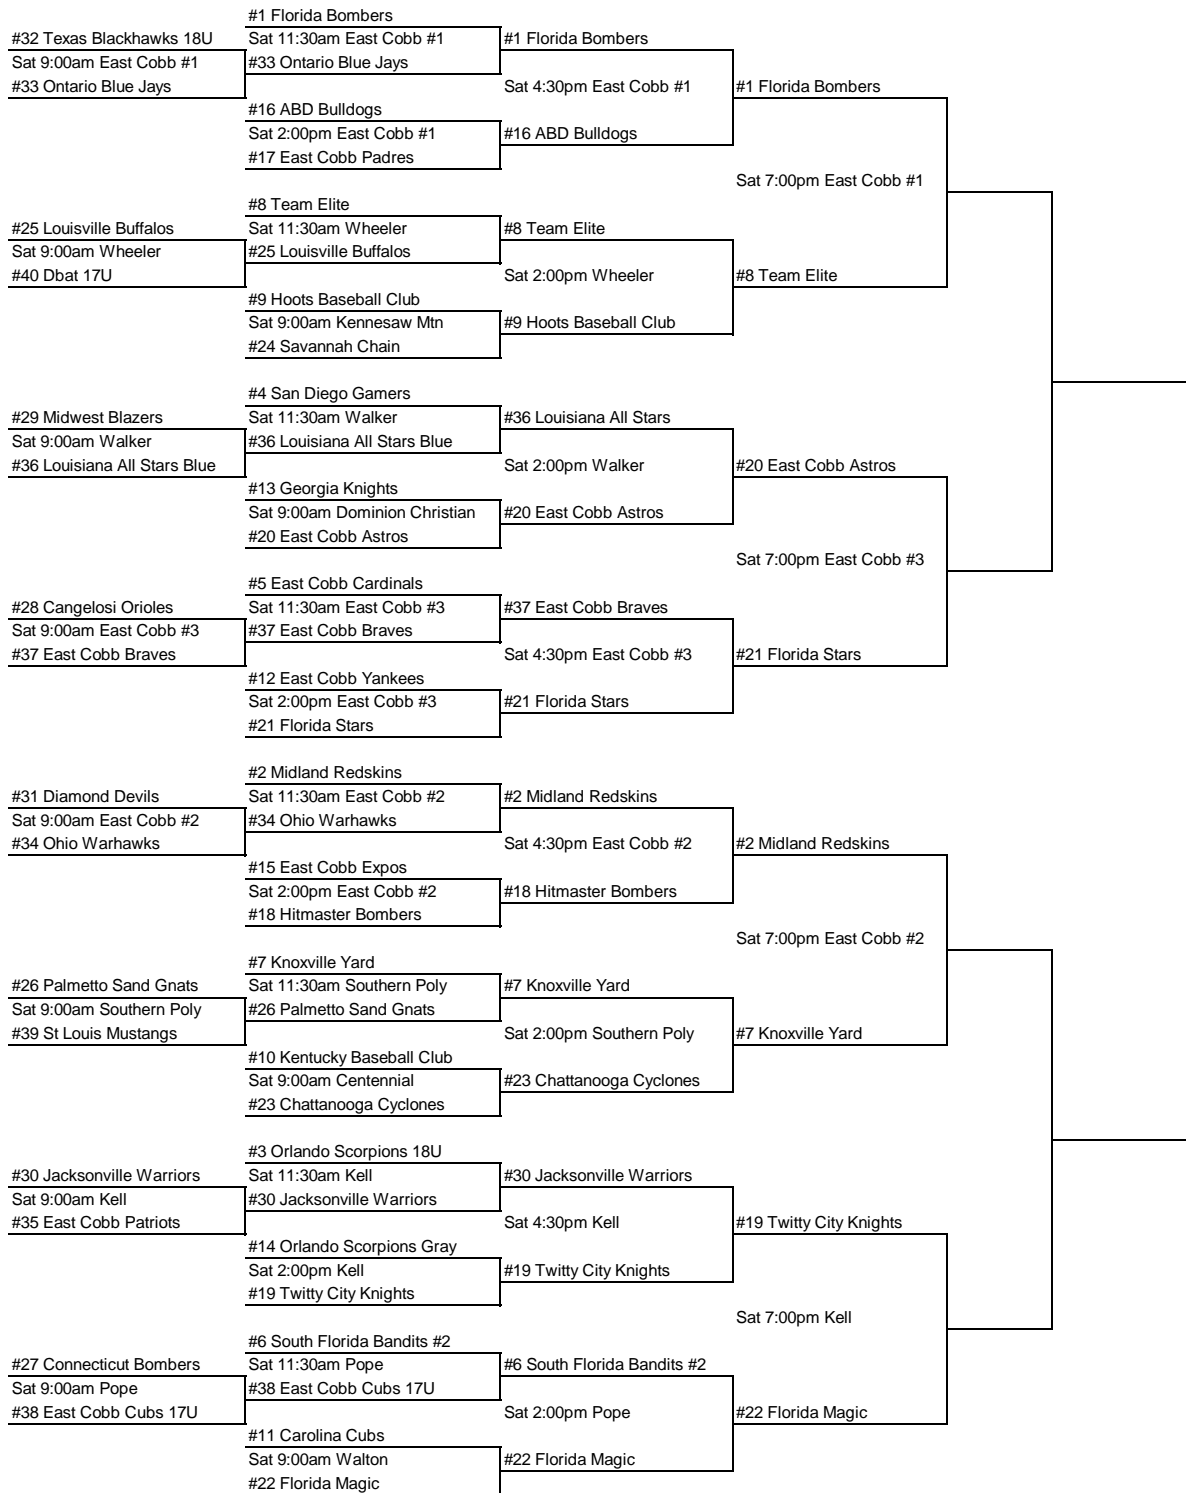 #1 Florida Bombers
#32 Texas Blackhawks 18U
Sat 11:30am East Cobb #1
#1 Florida Bombers
Sat 9:00am East Cobb #1
#33 Ontario Blue Jays
#33 Ontario Blue Jays
Sat 4:30pm East Cobb #1
#1 Florida Bombers
#16 ABD Bulldogs
Sat 2:00pm East Cobb #1
#16 ABD Bulldogs
#17 East Cobb Padres
Sat 7:00pm East Cobb #1
#8 Team Elite
#25 Louisville Buffalos
Sat 11:30am Wheeler
#8 Team Elite
Sat 9:00am Wheeler
#25 Louisville Buffalos
#40 Dbat 17U
Sat 2:00pm Wheeler
#8 Team Elite
#9 Hoots Baseball Club
Sat 9:00am Kennesaw Mtn
#9 Hoots Baseball Club
#24 Savannah Chain
#4 San Diego Gamers
#29 Midwest Blazers
Sat 11:30am Walker
#36 Louisiana All Stars
Sat 9:00am Walker
#36 Louisiana All Stars Blue
#36 Louisiana All Stars Blue
Sat 2:00pm Walker
#20 East Cobb Astros
#13 Georgia Knights
Sat 9:00am Dominion Christian
#20 East Cobb Astros
#20 East Cobb Astros
Sat 7:00pm East Cobb #3
#5 East Cobb Cardinals
#28 Cangelosi Orioles
Sat 11:30am East Cobb #3
#37 East Cobb Braves
Sat 9:00am East Cobb #3
#37 East Cobb Braves
#37 East Cobb Braves
Sat 4:30pm East Cobb #3
#21 Florida Stars
#12 East Cobb Yankees
Sat 2:00pm East Cobb #3
#21 Florida Stars
#21 Florida Stars
#2 Midland Redskins
#31 Diamond Devils
Sat 11:30am East Cobb #2
#2 Midland Redskins
Sat 9:00am East Cobb #2
#34 Ohio Warhawks
#34 Ohio Warhawks
Sat 4:30pm East Cobb #2
#2 Midland Redskins
#15 East Cobb Expos
Sat 2:00pm East Cobb #2
#18 Hitmaster Bombers
#18 Hitmaster Bombers
Sat 7:00pm East Cobb #2
#7 Knoxville Yard
#26 Palmetto Sand Gnats
Sat 11:30am Southern Poly
#7 Knoxville Yard
Sat 9:00am Southern Poly
#26 Palmetto Sand Gnats
#39 St Louis Mustangs
Sat 2:00pm Southern Poly
#7 Knoxville Yard
#10 Kentucky Baseball Club
Sat 9:00am Centennial
#23 Chattanooga Cyclones
#23 Chattanooga Cyclones
#3 Orlando Scorpions 18U
#30 Jacksonville Warriors
Sat 11:30am Kell
#30 Jacksonville Warriors
Sat 9:00am Kell
#30 Jacksonville Warriors
#35 East Cobb Patriots
Sat 4:30pm Kell
#19 Twitty City Knights
#14 Orlando Scorpions Gray
Sat 2:00pm Kell
#19 Twitty City Knights
#19 Twitty City Knights
Sat 7:00pm Kell
#6 South Florida Bandits #2
#27 Connecticut Bombers
Sat 11:30am Pope
#6 South Florida Bandits #2
Sat 9:00am Pope
#38 East Cobb Cubs 17U
#38 East Cobb Cubs 17U
Sat 2:00pm Pope
#22 Florida Magic
#11 Carolina Cubs
Sat 9:00am Walton
#22 Florida Magic
#22 Florida Magic